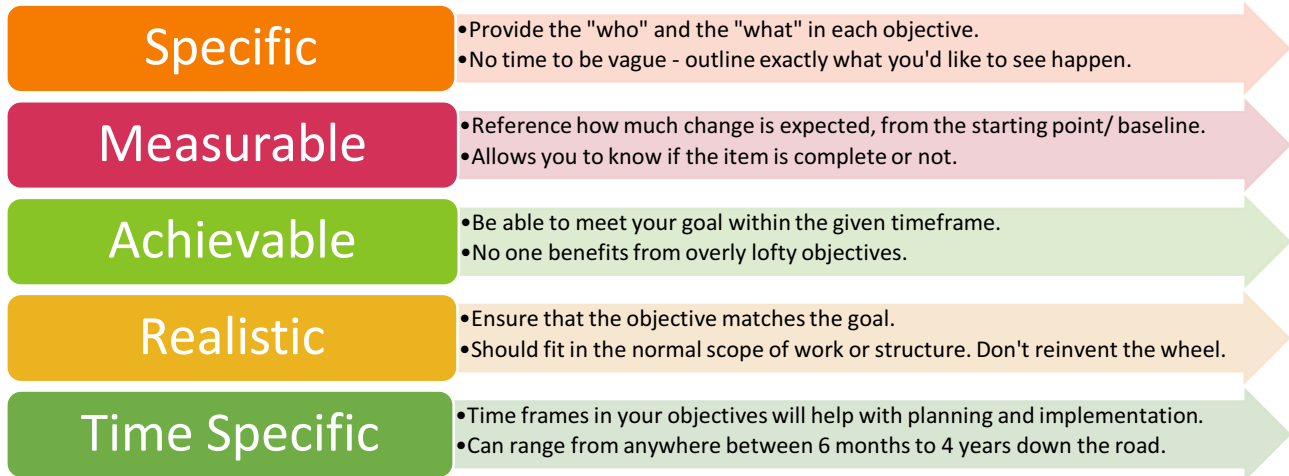 Specific
•Provide the "who" and the "what" in each objective.
•No time to be vague - outline exactly what you'd like to see happen.
Measurable
•Reference how much change is expected, from the starting point/ baseline.
•Allows you to know if the item is complete or not.
Achievable
•Be able to meet your goal within the given timeframe.
•No one benefits from overly lofty objectives.
Realistic
•Ensure that the objective matches the goal.
•Should fit in the normal scope of work or structure. Don't reinvent the wheel.
Time Specific
•Time frames in your objectives will help with planning and implementation.
•Can range from anywhere between 6 months to 4 years down the road.